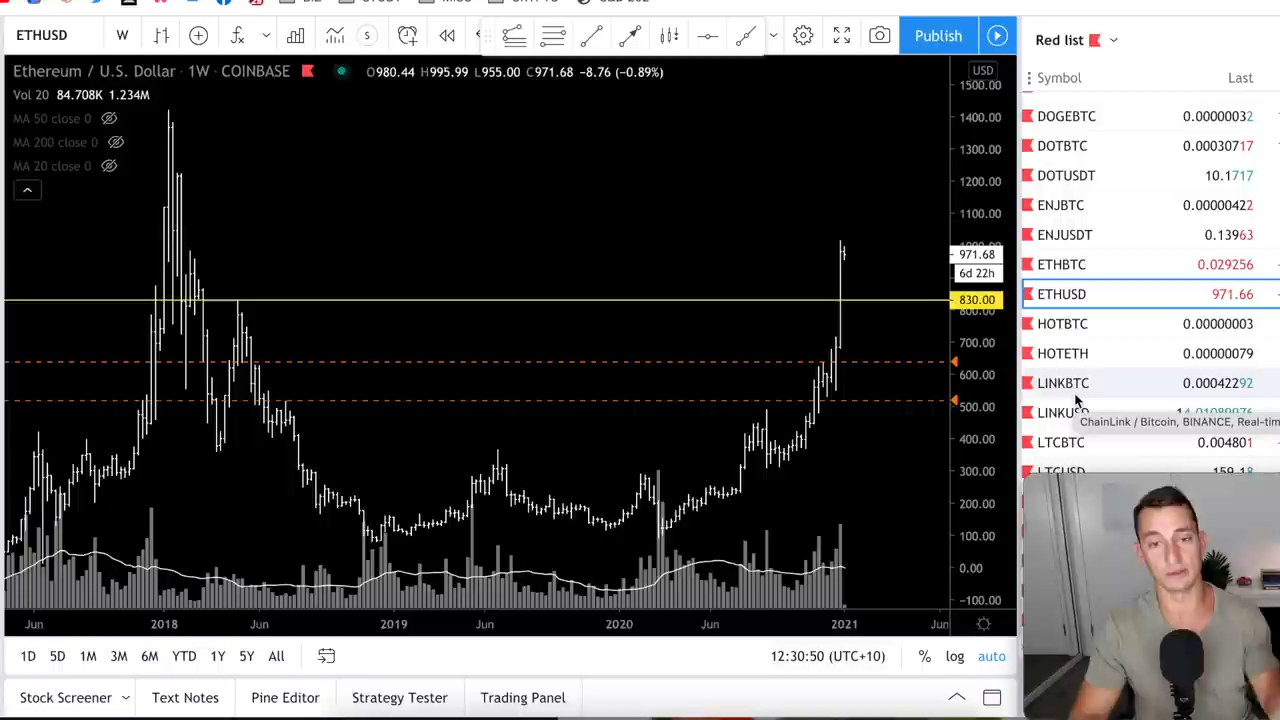 ETHUSD
W
S
Publish
Red list
Ethereum / U.S. Dollar · 1W · COINBASE
O980.44 H995.99 L955.00 C971.68 −8.76 (−0.89%)
USD
Symbol
Last
Vol 20 84.708K 1.234M
MA 50 close 0
MA 200 close 0
MA 20 close 0
1500.00
1400.00
1300.00
1200.00
1100.00
971.68
6d 22h
830.00
700.00
600.00
500.00
400.00
300.00
200.00
100.00
0.00
−100.00
DOGEBTC 0.00000032
DOTBTC 0.00030717
DOTUSDT 10.1717
ENJBTC 0.00000422
ENJUSDT 0.13963
ETHBTC 0.029256
ETHUSD 971.66
HOTBTC 0.00000003
HOTETH 0.00000079
LINKBTC 0.00042292
ChainLink / Bitcoin, BINANCE, Real-tim
LTCBTC 0.004801
LTCUSD 159.18
Jun 2018 Jun 2019 Jun 2020 Jun 2021 Jun
1D 5D 1M 3M 6M YTD 1Y 5Y All
12:30:50 (UTC+10)
% log auto
Stock Screener Text Notes Pine Editor Strategy Tester Trading Panel